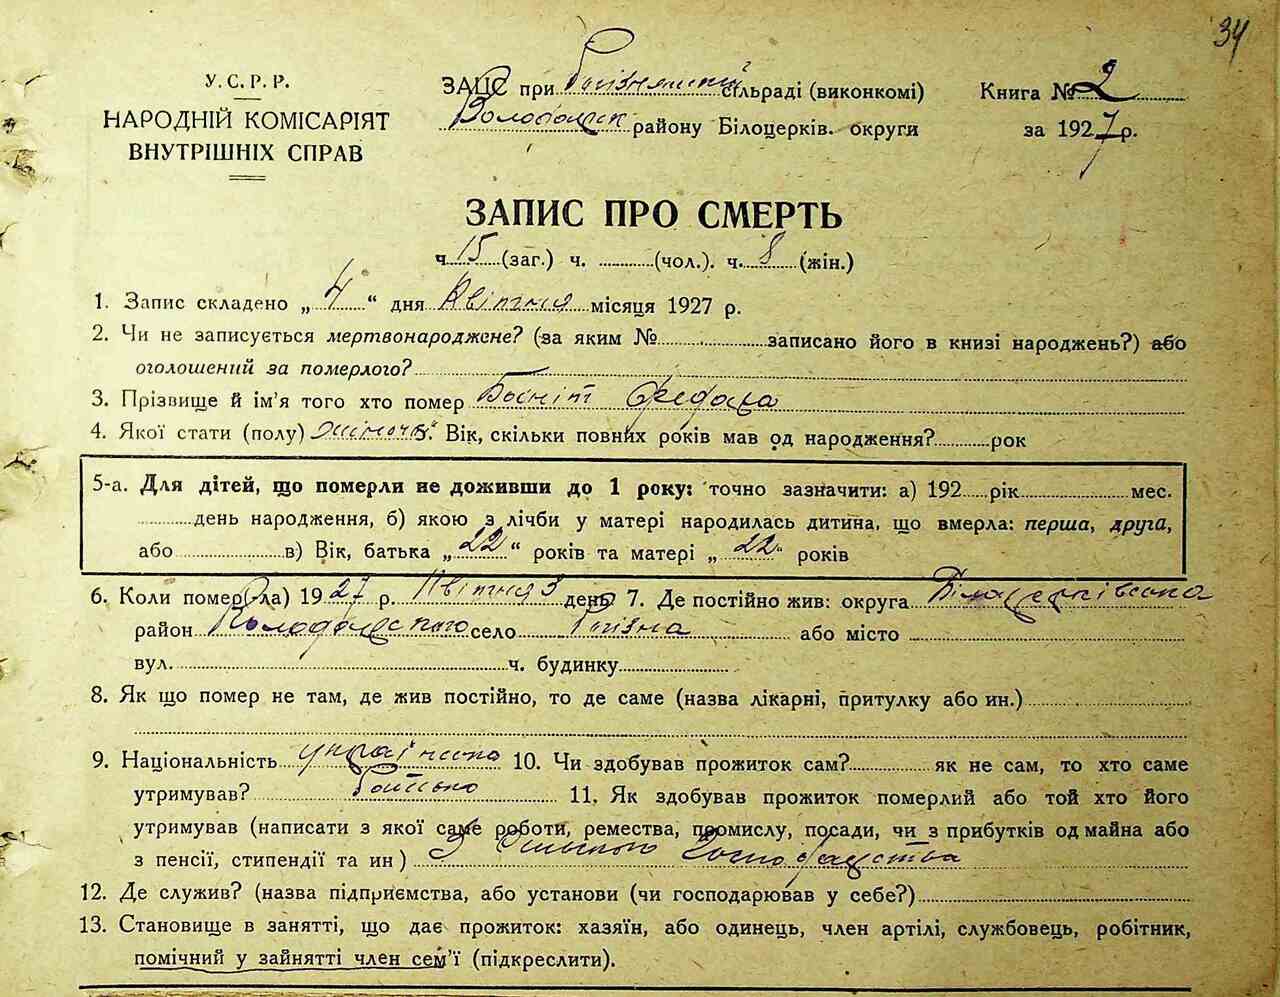 34
У.С.Р.Р.
НАРОДНІЙ КОМІСАРІЯТ
ВНУТРІШНІХ СПРАВ
ЗАЦС при сільраді (виконкомі)
району Білоцерків. округи
Книга № 2
за 1927 р.
ЗАПИС ПРО СМЕРТЬ
ч 15 (заг.) ч. (чол.). ч. 8 (жін.)
1. Запис складено „ 4 “ дня Квітня місяця 1927 р.
2. Чи не записується мертвонароджене? (за яким № записано його в книзі народжень?) або
оголошений за померлого?
3. Прізвище й ім'я того хто помер
4. Якої стати (полу) 5. Вік, скільки повних років мав од народження? рок
5-а. Для дітей, що померли не доживши до 1 року: точно зазначити: а) 192 рік мес.
день народження, б) якою з лічби у матері народилась дитина, що вмерла: перша, друга,
або в) Вік, батька „ 22 “ років та матері „ 22 “ років
6. Коли помер(ла) 1927 р. Квітня 3 день 7. Де постійно жив: округа Білоцерківська
район село або місто
вул. ч. будинку
8. Як що помер не там, де жив постійно, то де саме (назва лікарні, притулку або ин.)
9. Національність українська 10. Чи здобував прожиток сам? як не сам, то хто саме
утримував? 11. Як здобував прожиток померлий або той хто його
утримував (написати з якої саме роботи, ремества, промислу, посади, чи з прибутків од майна або
з пенсії, стипендії та ин ) З Сільського Господарства
12. Де служив? (назва підприємства, або установи (чи господарював у себе?)
13. Становище в занятті, що дає прожиток: хазяїн, або одинець, член артілі, службовець, робітник,
помічний у зайнятті член сем'ї (підкреслити).